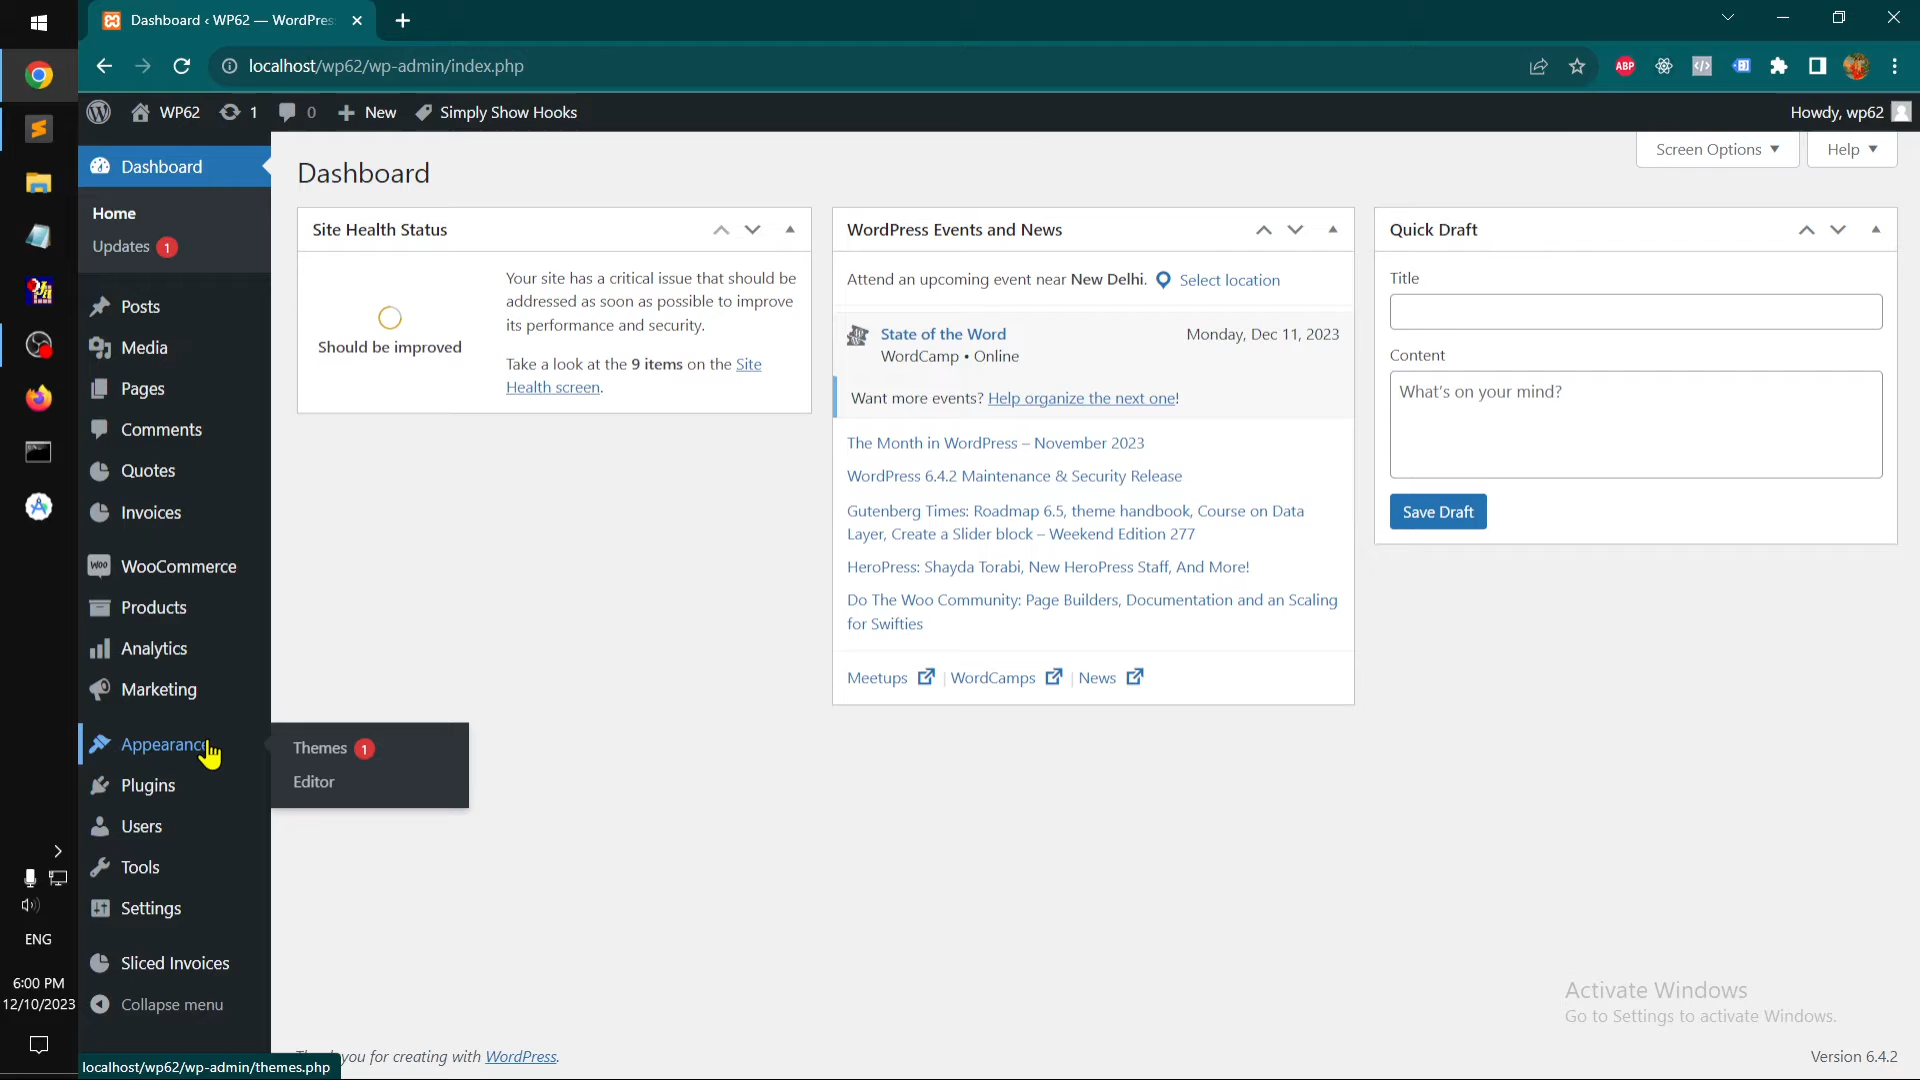 Dashboard ‹ WP62 — WordPres
localhost/wp62/wp-admin/index.php
ABP
WP62
1
0
New
Simply Show Hooks
Howdy, wp62
Dashboard
Home
Updates 1
Posts
Media
Pages
Comments
Quotes
Invoices
WooCommerce
Products
Analytics
Marketing
Appearance
Themes 1
Editor
Plugins
Users
Tools
Settings
Sliced Invoices
Collapse menu
Dashboard
Screen Options
Help
Site Health Status
Should be improved
Your site has a critical issue that should be
addressed as soon as possible to improve
its performance and security.
Take a look at the 9 items on the Site
Health screen.
WordPress Events and News
Attend an upcoming event near New Delhi. Select location
State of the Word
Monday, Dec 11, 2023
WordCamp • Online
Want more events? Help organize the next one!
The Month in WordPress – November 2023
WordPress 6.4.2 Maintenance & Security Release
Gutenberg Times: Roadmap 6.5, theme handbook, Course on Data
Layer, Create a Slider block – Weekend Edition 277
HeroPress: Shayda Torabi, New HeroPress Staff, And More!
Do The Woo Community: Page Builders, Documentation and an Scaling
for Swifties
Meetups | WordCamps | News
Quick Draft
Title
Content
What's on your mind?
Save Draft
ENG
6:00 PM
12/10/2023
Activate Windows
Go to Settings to activate Windows.
you for creating with WordPress.
Version 6.4.2
localhost/wp62/wp-admin/themes.php